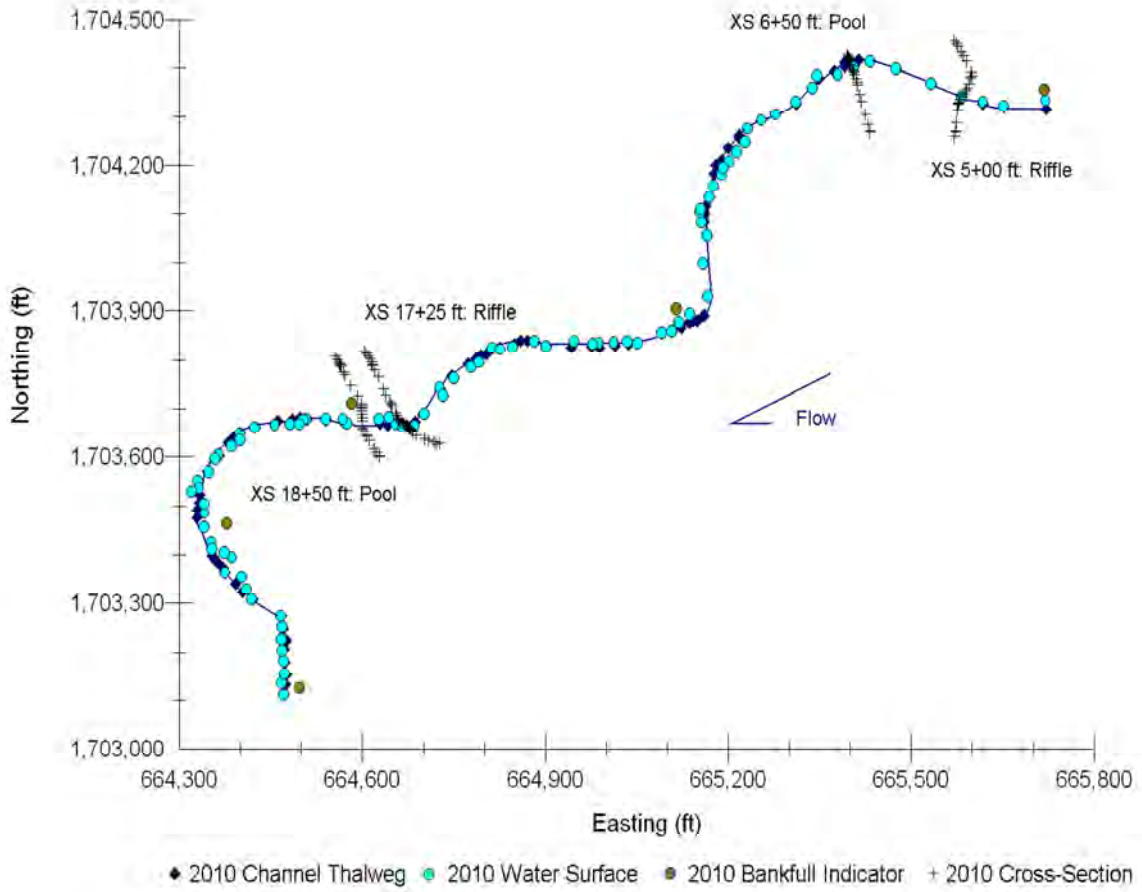 1,704,500
XS 6+50 ft: Pool
1,704,200
XS 5+00 ft: Riffle
Northing (ft)
1,703,900
XS 17+25 ft: Riffle
Flow
1,703,600
XS 18+50 ft: Pool
1,703,300
1,703,000
664,300 664,600 664,900 665,200 665,500 665,800
Easting (ft)
2010 Channel Thalweg 2010 Water Surface 2010 Bankfull Indicator 2010 Cross-Section